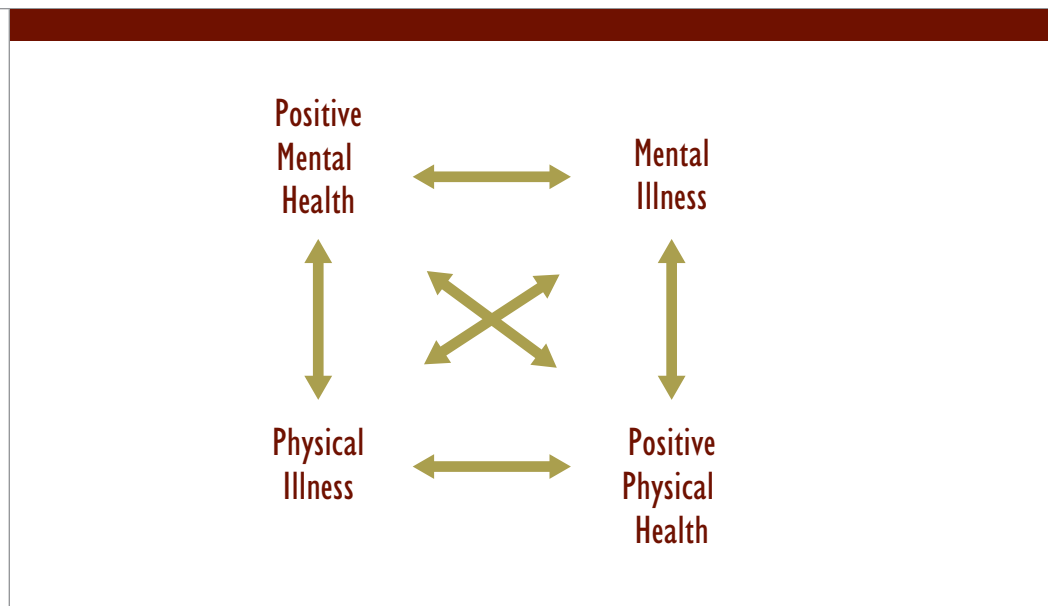 Positive
Mental
Health
Mental
Illness
Physical
Illness
Positive
Physical
Health